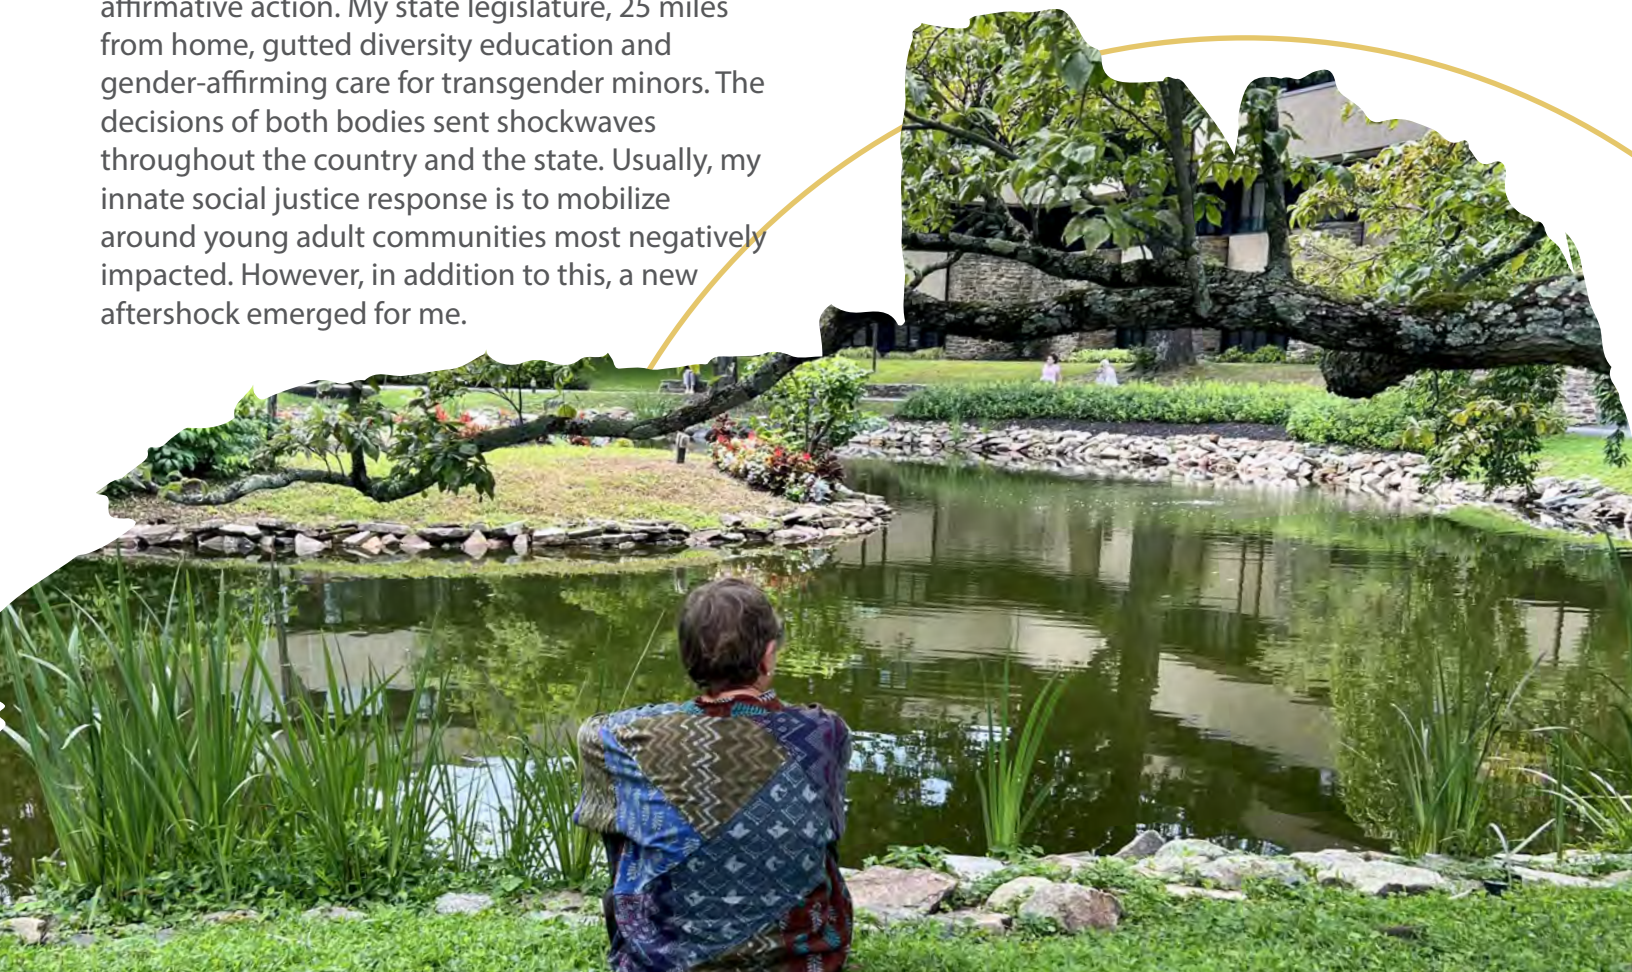 affirmative action. My state legislature, 25 miles
from home, gutted diversity education and
gender-affirming care for transgender minors. The
decisions of both bodies sent shockwaves
throughout the country and the state. Usually, my
innate social justice response is to mobilize
around young adult communities most negatively
impacted. However, in addition to this, a new
aftershock emerged for me.